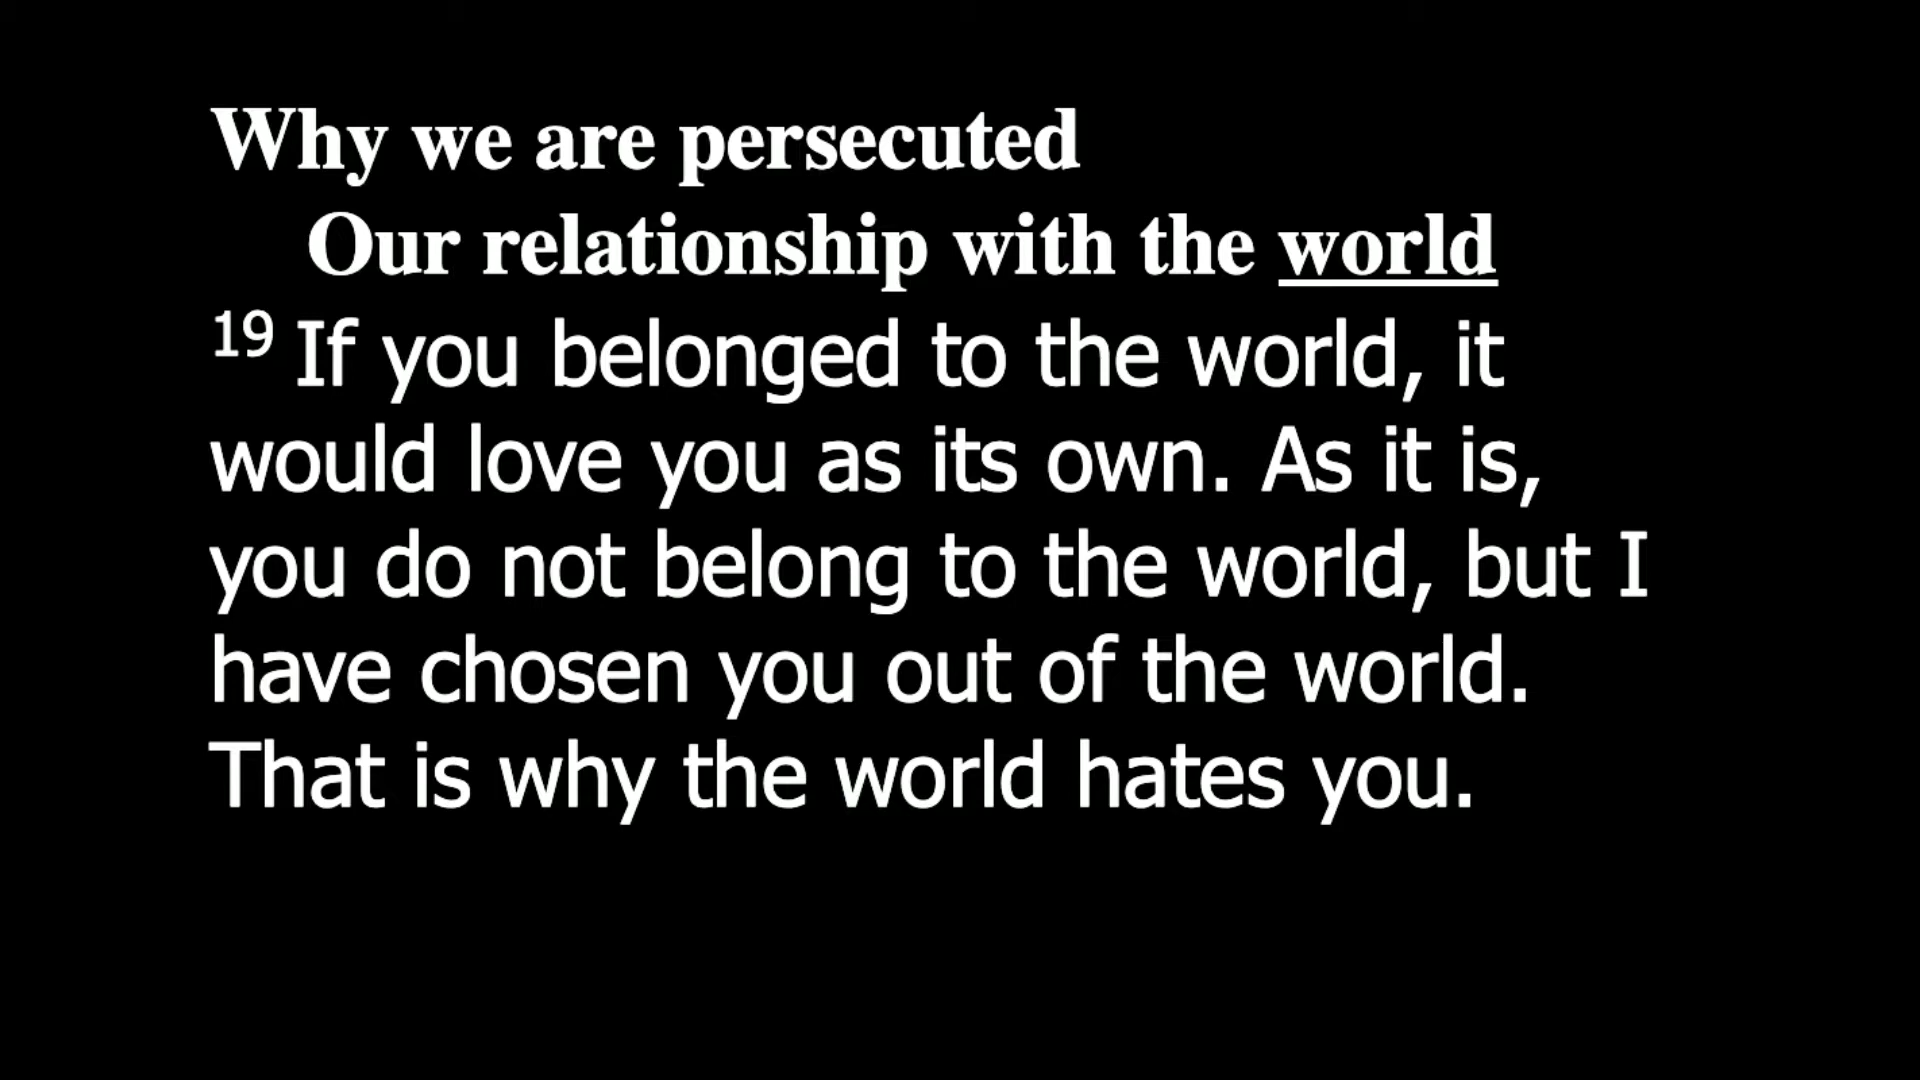 Why we are persecuted
Our relationship with the world
19 If you belonged to the world, it
would love you as its own. As it is,
you do not belong to the world, but I
have chosen you out of the world.
That is why the world hates you.